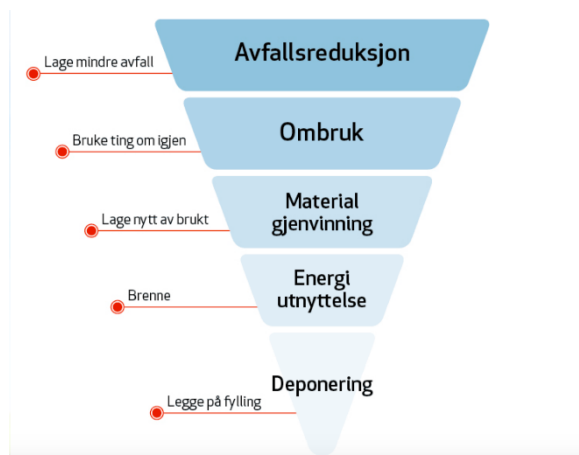 Avfallsreduksjon
Lage mindre avfall
Ombruk
Bruke ting om igjen
Material
gjenvinning
Lage nytt av brukt
Energi
utnyttelse
Brenne
Deponering
Legge på fylling